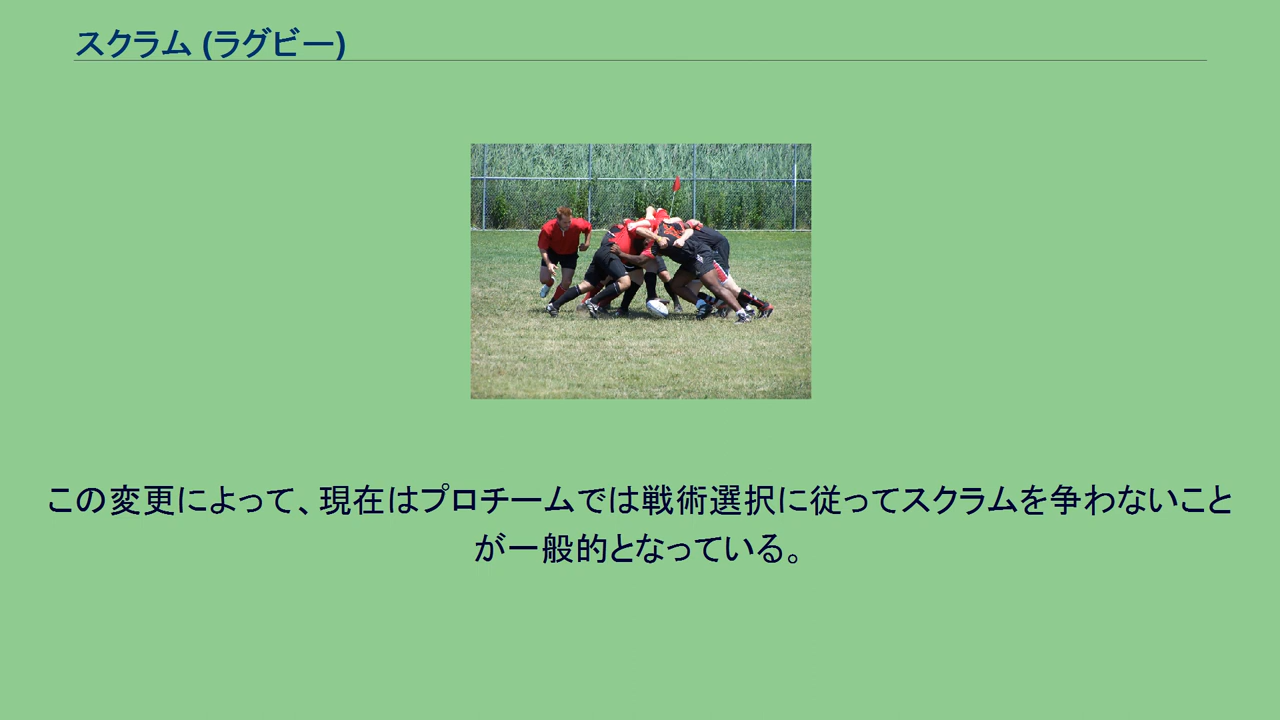 スクラム (ラグビー)
この変更によって、現在はプロチームでは戦術選択に従ってスクラムを争わないこと
が一般的となっている。